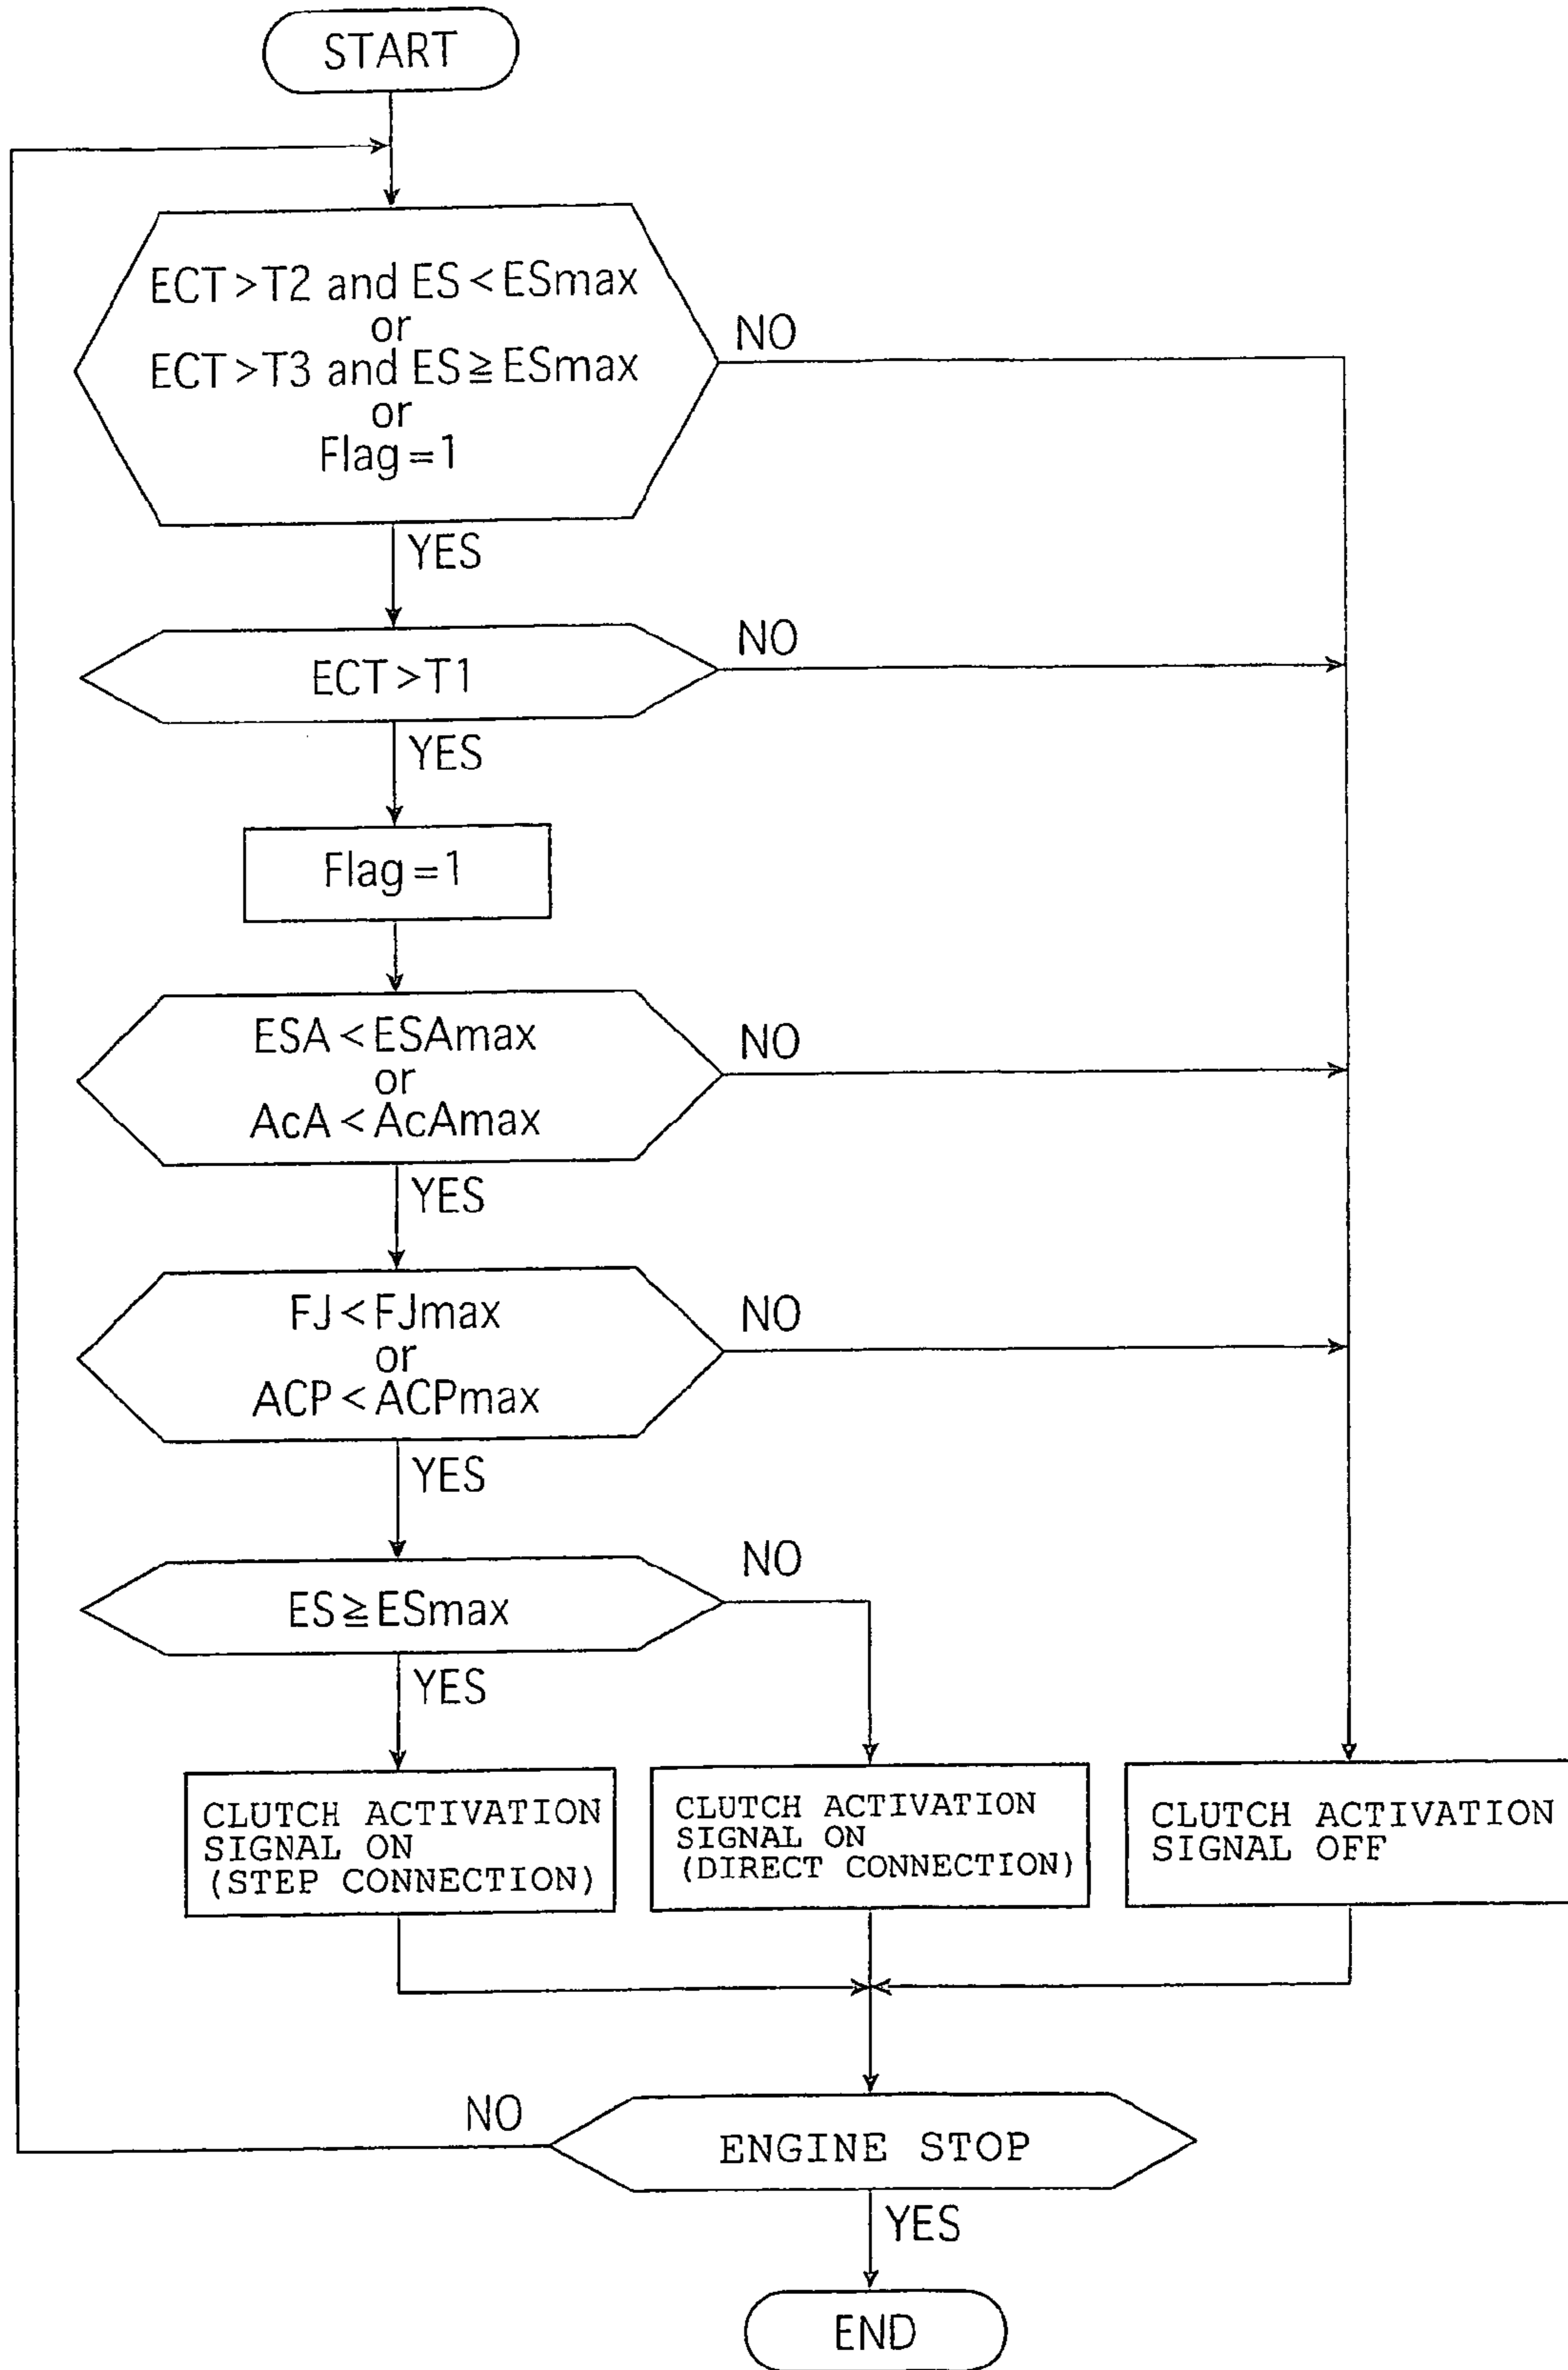 START
ECT>T2 and ES<ESmax
or
ECT>T3 and ES≧ESmax
or
Flag=1
NO
YES
ECT>T1
NO
YES
Flag=1
ESA<ESAmax
or
AcA<AcAmax
NO
YES
FJ<FJmax
or
ACP<ACPmax
NO
YES
ES≧ESmax
NO
YES
CLUTCH ACTIVATION
SIGNAL ON
(STEP CONNECTION)
CLUTCH ACTIVATION
SIGNAL ON
(DIRECT CONNECTION)
CLUTCH ACTIVATION
SIGNAL OFF
NO
ENGINE STOP
YES
END